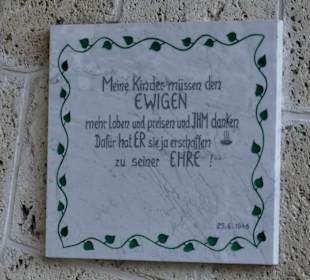 Meine Kinder müssen den
EWIGEN
mehr loben und preisen und IHM danken
Dafür hat ER sie ja erschaffen
zu seiner EHRE!
25.6.1946